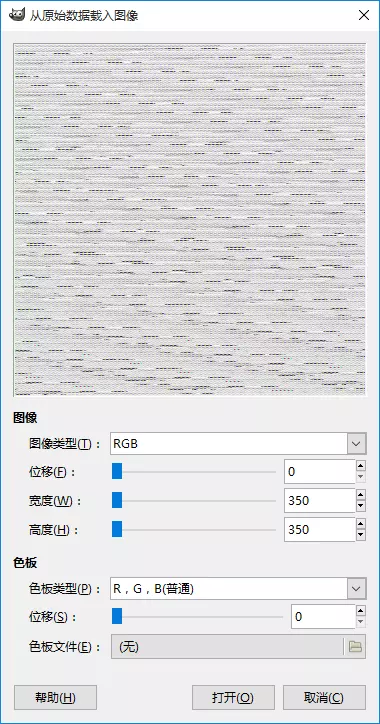 从原始数据载入图像
图像
图像类型(T)： RGB
位移(F)： 0
宽度(W)： 350
高度(H)： 350
色板
色板类型(P)： R，G，B(普通)
位移(S)： 0
色板文件(E)： (无)
帮助(H) 打开(O) 取消(C)